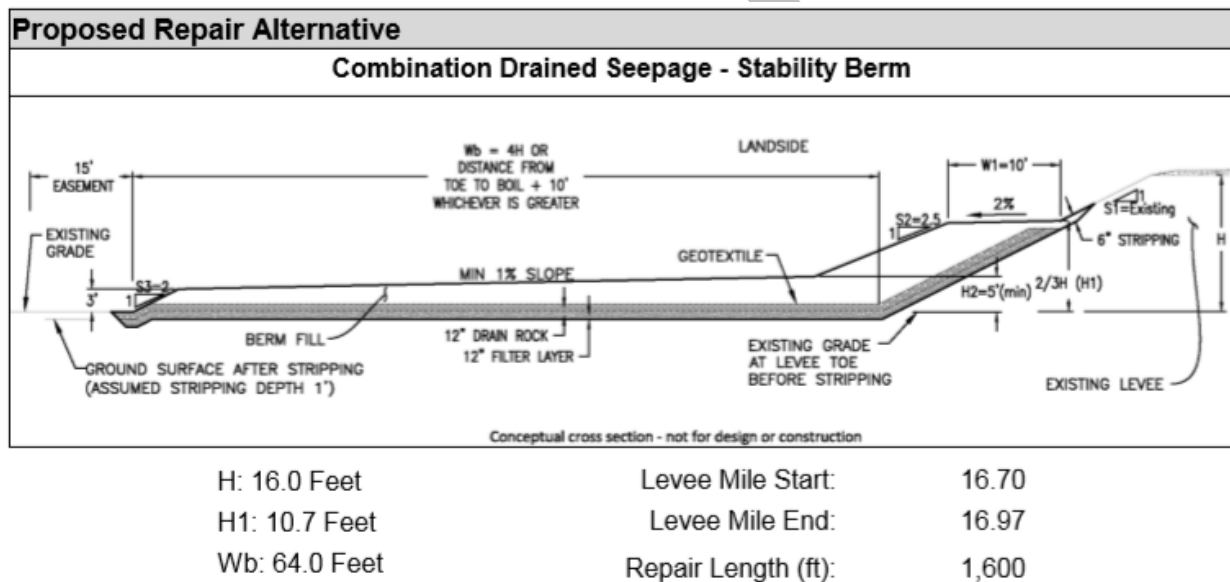 Proposed Repair Alternative
Combination Drained Seepage - Stability Berm
15'
EASEMENT
Wb = 4H OR
DISTANCE FROM
TOE TO BOIL + 10'
WHICHEVER IS GREATER
LANDSIDE
W1=10'
2%
S2=2.5
1
1
S1=Existing
6" STRIPPING
H
EXISTING
GRADE
S3=2
1
3'
MIN 1% SLOPE
GEOTEXTILE
H2=5'(min)
2/3H (H1)
BERM FILL
12" DRAIN ROCK
12" FILTER LAYER
EXISTING GRADE
AT LEVEE TOE
BEFORE STRIPPING
EXISTING LEVEE
GROUND SURFACE AFTER STRIPPING
(ASSUMED STRIPPING DEPTH 1')
Conceptual cross section - not for design or construction
H: 16.0 Feet
H1: 10.7 Feet
Wb: 64.0 Feet
Levee Mile Start: 16.70
Levee Mile End: 16.97
Repair Length (ft): 1,600